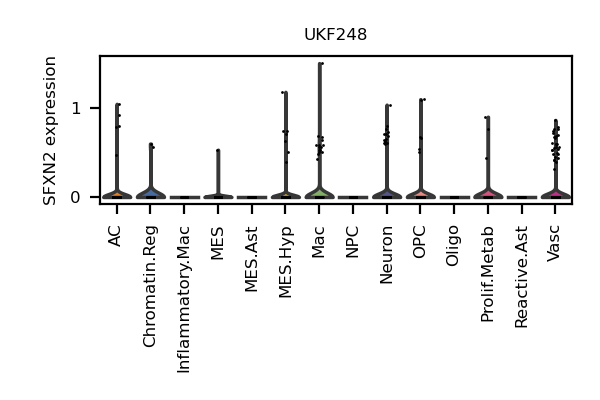 UKF248
SFXN2 expression
1
0
AC
Chromatin.Reg
Inflammatory.Mac
MES
MES.Ast
MES.Hyp
Mac
NPC
Neuron
OPC
Oligo
Prolif.Metab
Reactive.Ast
Vasc